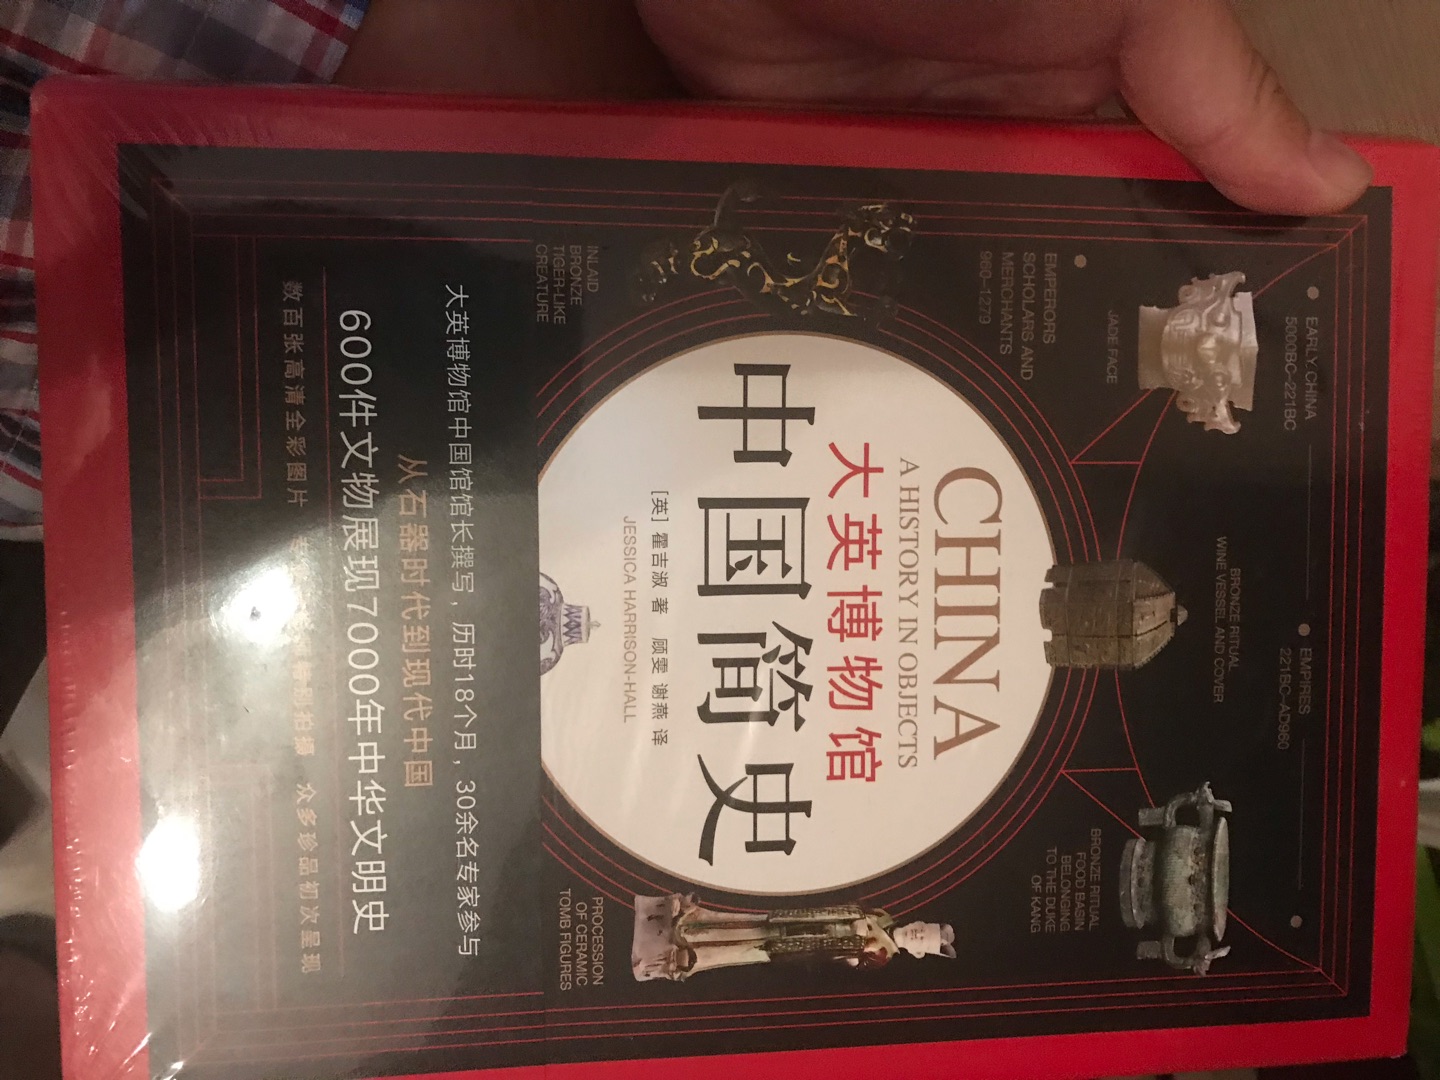 EARLY CHINA
5000BC–221BC
EMPIRES
221BC–AD960
JADE FACE
BRONZE RITUAL
WINE VESSEL AND COVER
BRONZE RITUAL
FOOD BASIN
BELONGING
TO THE DUKE
OF KANG
EMPERORS
SCHOLARS AND
MERCHANTS
960–1279
CHINA
A HISTORY IN OBJECTS
大英博物馆
中国简史
[英] 霍吉淑 著 顾雯 谢燕 译
JESSICA HARRISON-HALL
INLAID
BRONZE
TIGER-LIKE
CREATURE
PROCESSION
OF CERAMIC
TOMB FIGURES
大英博物馆中国馆馆长撰写，历时18个月，30余名专家参与
从石器时代到现代中国
600件文物展现7000年中华文明史
数百张高清全彩图片 众多珍品初次呈现